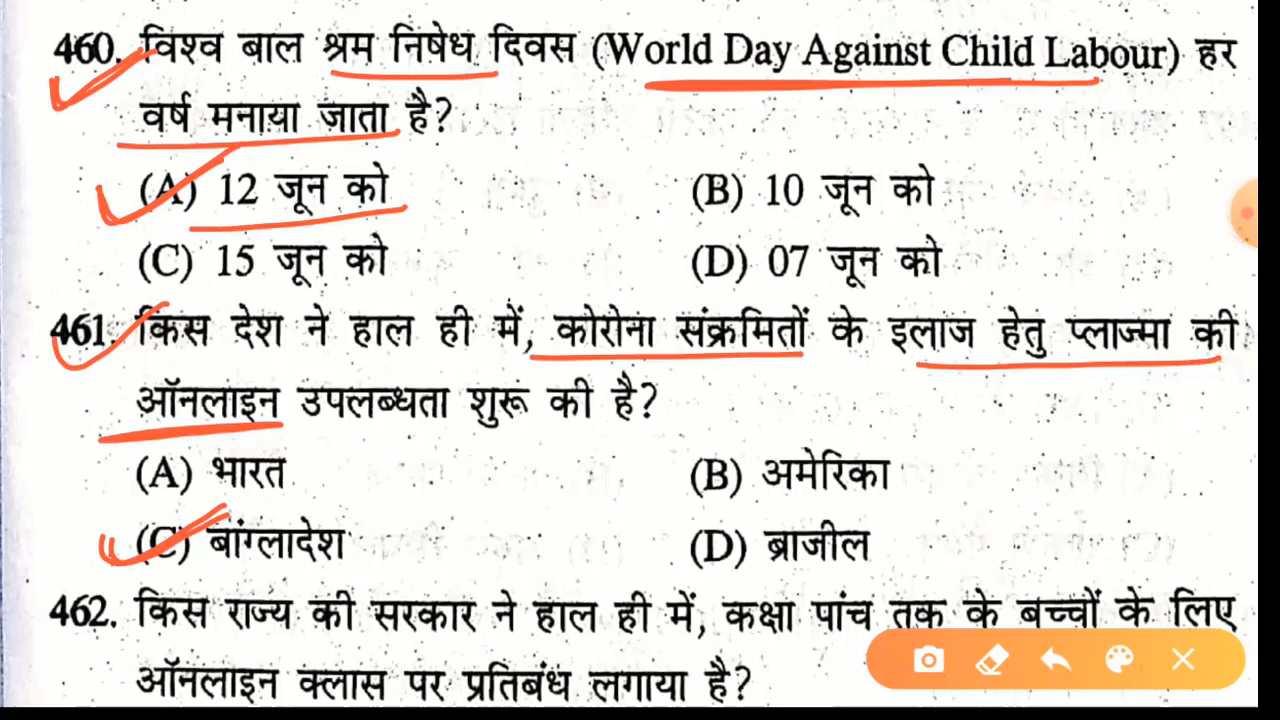 460. विश्व बाल श्रम निषेध दिवस (World Day Against Child Labour) हर
वर्ष मनाया जाता है?
(A) 12 जून को (B) 10 जून को
(C) 15 जून को (D) 07 जून को
461. किस देश ने हाल ही में, कोरोना संक्रमितों के इलाज हेतु प्लाज्मा की
ऑनलाइन उपलब्धता शुरू की है?
(A) भारत (B) अमेरिका
(C) बांग्लादेश (D) ब्राजील
462. किस राज्य की सरकार ने हाल ही में, कक्षा पांच तक के बच्चों के लिए
ऑनलाइन क्लास पर प्रतिबंध लगाया है?